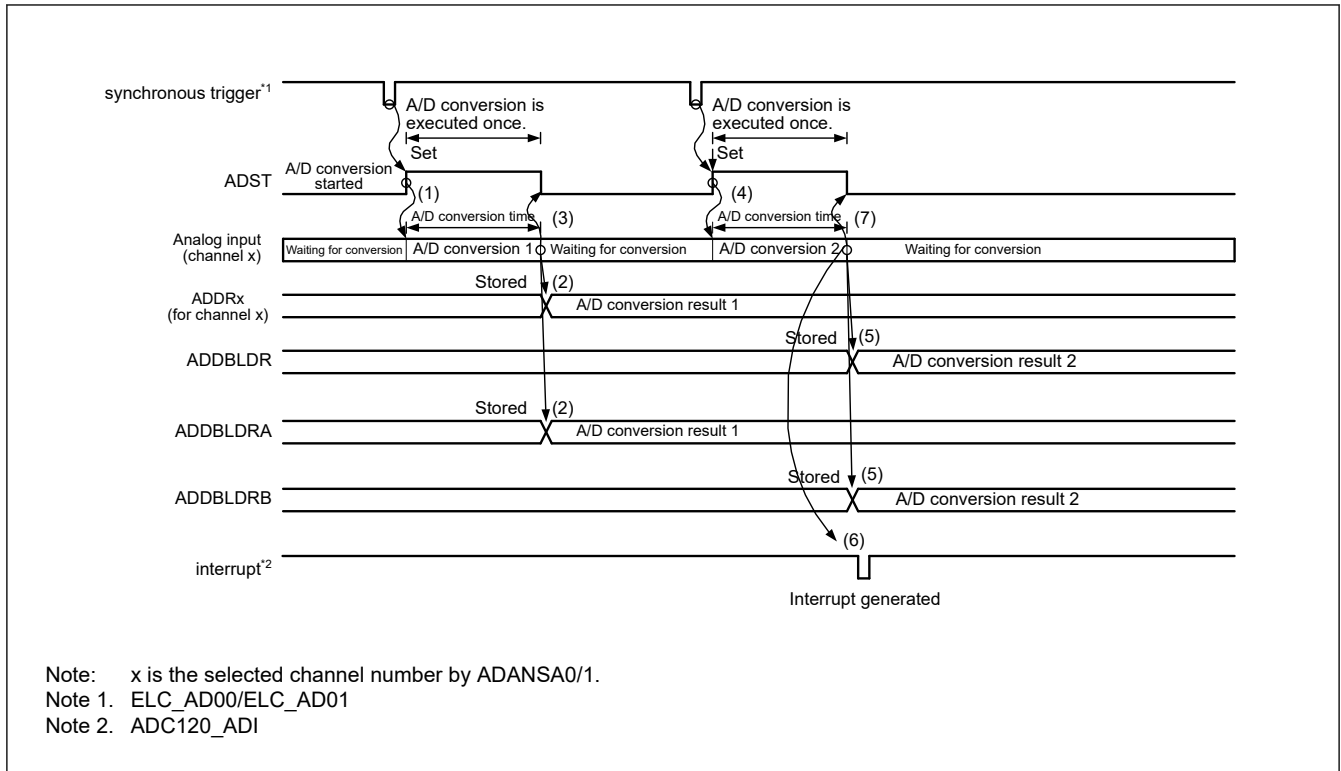 synchronous trigger*1
A/D conversion is
executed once.
A/D conversion is
executed once.
Set
Set
ADST
A/D conversion
started
(1)
(4)
A/D conversion time
(3)
A/D conversion time
(7)
Analog input
(channel x)
Waiting for conversion
A/D conversion 1
Waiting for conversion
A/D conversion 2
Waiting for conversion
Stored
(2)
ADDRx
(for channel x)
A/D conversion result 1
Stored
(5)
ADDBLDR
A/D conversion result 2
Stored
(2)
ADDBLDRA
A/D conversion result 1
Stored
(5)
ADDBLDRB
A/D conversion result 2
(6)
interrupt*2
Interrupt generated
Note: x is the selected channel number by ADANSA0/1.
Note 1. ELC_AD00/ELC_AD01
Note 2. ADC120_ADI